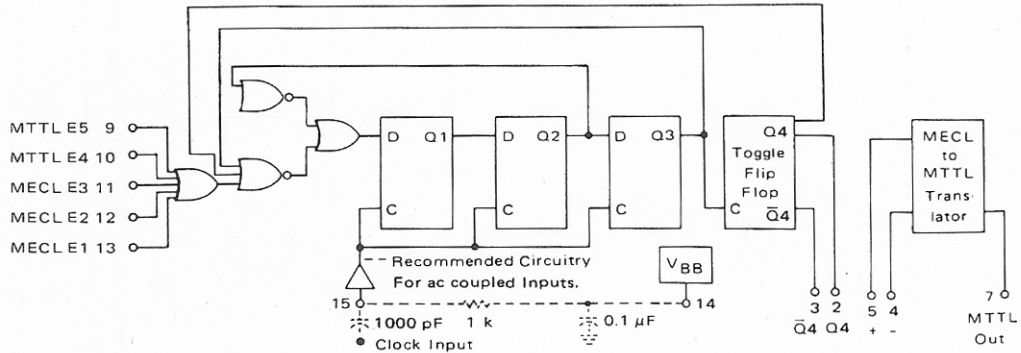 MTTL E5 9
MTTL E4 10
MECL E3 11
MECL E2 12
MECL E1 13
D Q1
C
D Q2
C
D Q3
C
Q4
Toggle
Flip
Flop
C Q̅4
MECL
to
MTTL
Trans-
lator
Recommended Circuitry
For ac coupled Inputs.
VBB
15
14
1000 pF
1 k
0.1 µF
Clock Input
3
Q̅4
2
Q4
5
+
4
-
7
MTTL
Out